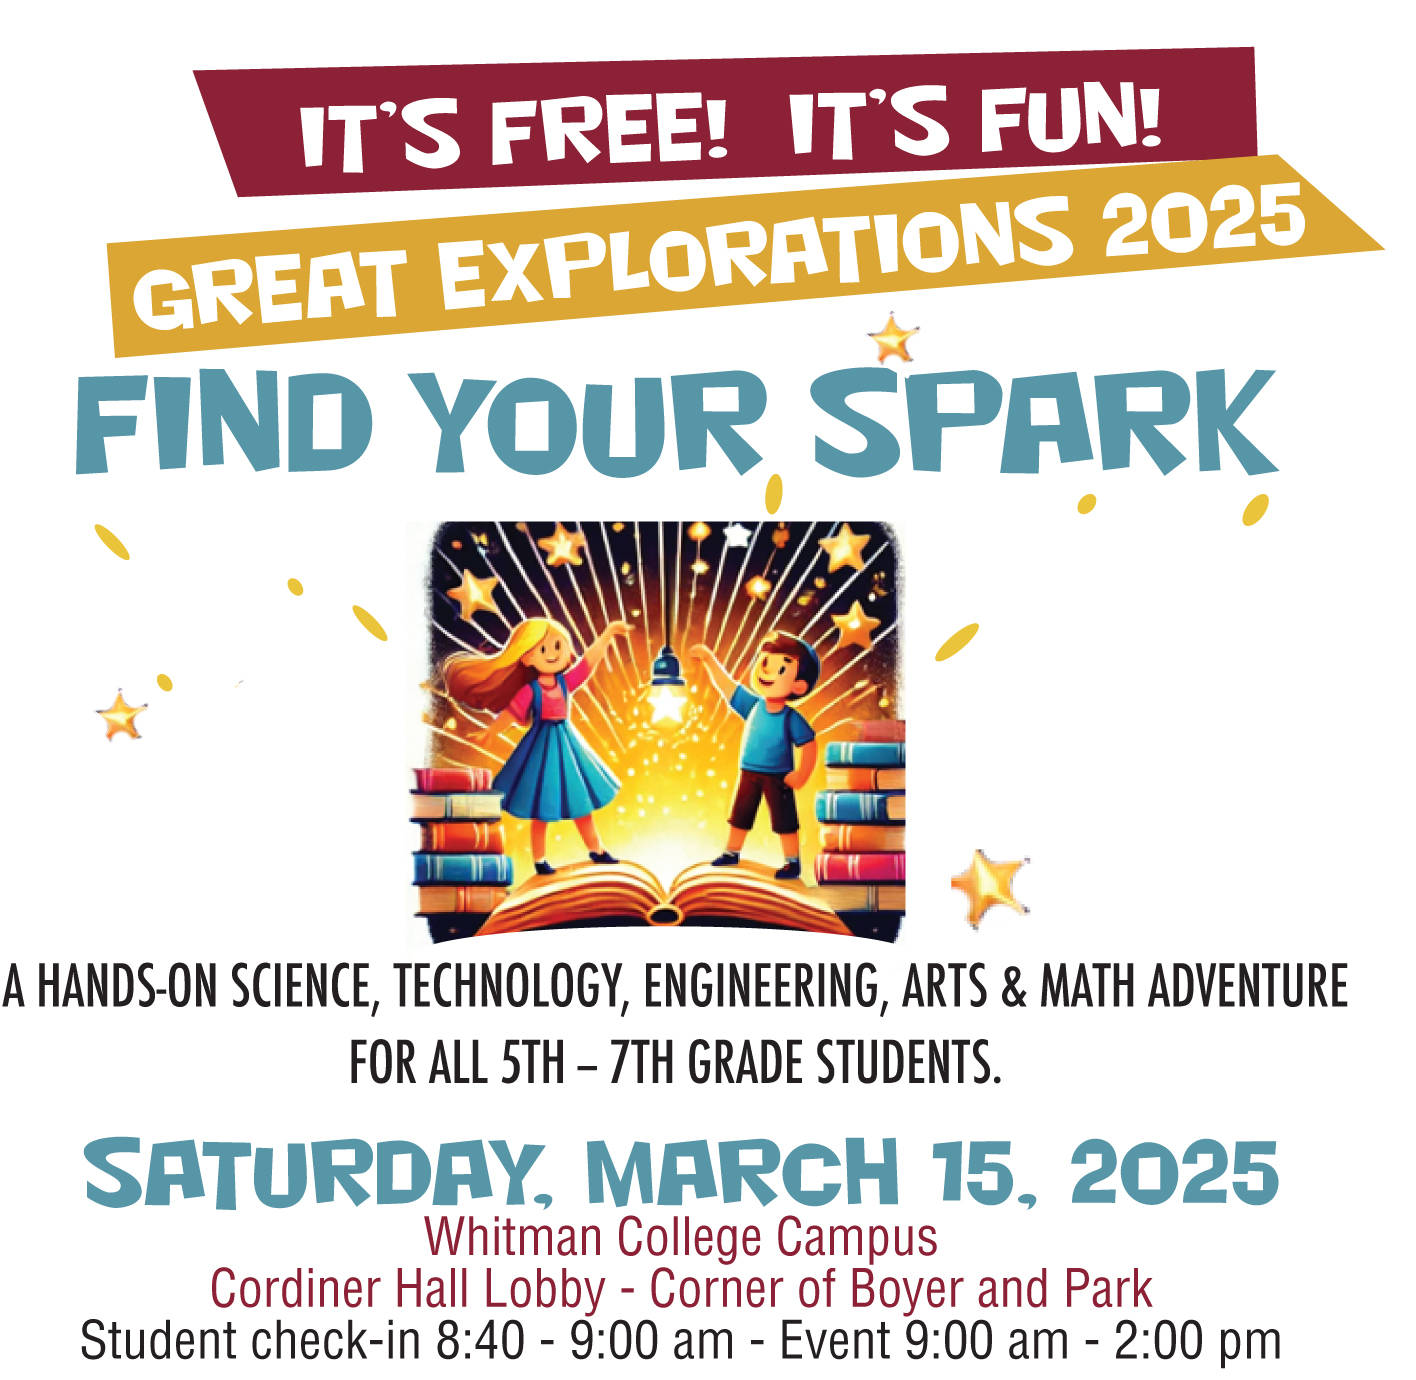 IT'S FREE! IT'S FUN!
GREAT EXPLORATIONS 2025
FIND YOUR SPARK
A HANDS-ON SCIENCE, TECHNOLOGY, ENGINEERING, ARTS & MATH ADVENTURE
FOR ALL 5TH – 7TH GRADE STUDENTS.
SATURDAY, MARCH 15, 2025
Whitman College Campus
Cordiner Hall Lobby - Corner of Boyer and Park
Student check-in 8:40 - 9:00 am - Event 9:00 am - 2:00 pm